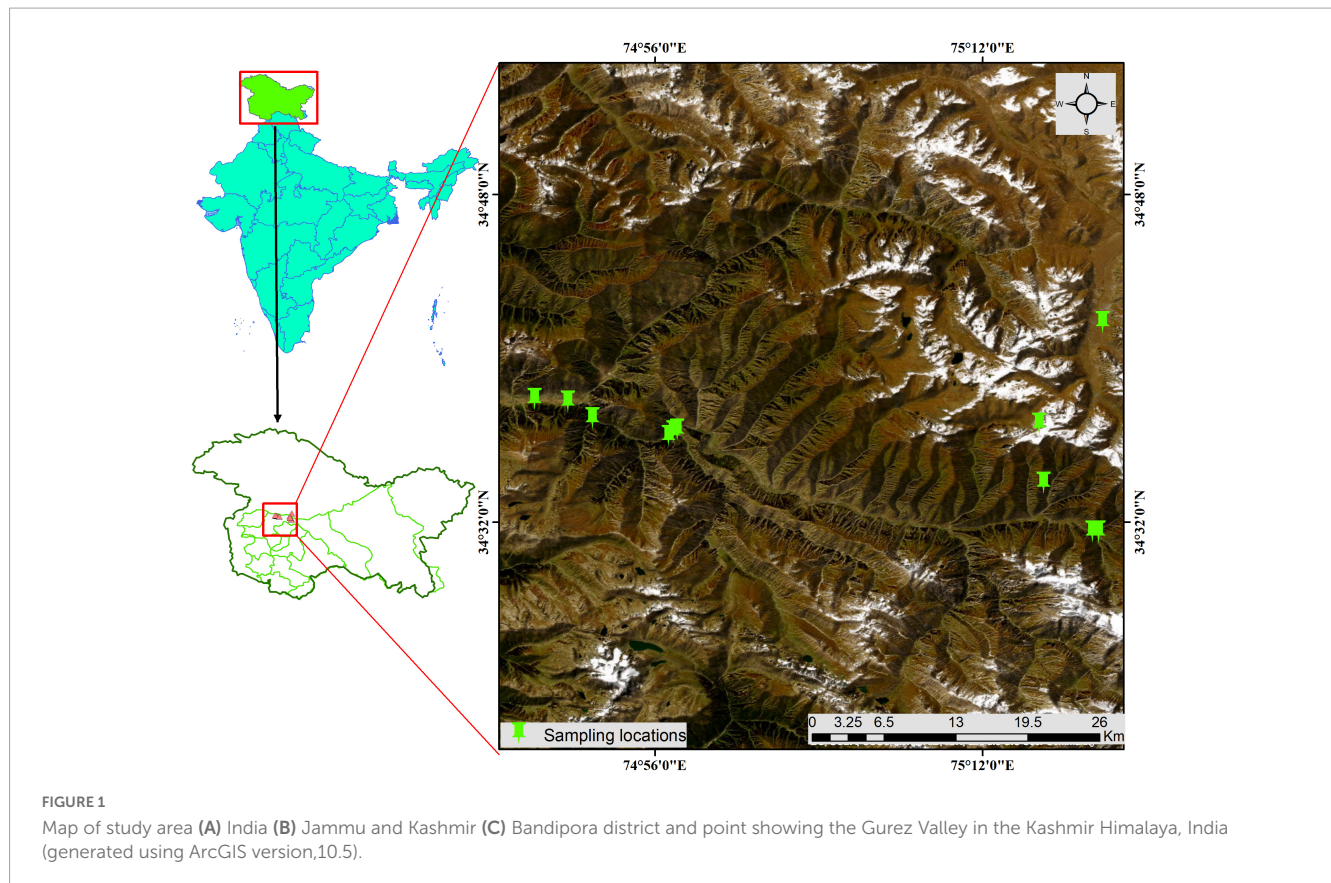 74°56'0"E
75°12'0"E
N
W E
S
34°48'0"N
34°48'0"N
34°32'0"N
34°32'0"N
Sampling locations
0 3.25 6.5 13 19.5 26
Km
74°56'0"E
75°12'0"E
FIGURE 1
Map of study area (A) India (B) Jammu and Kashmir (C) Bandipora district and point showing the Gurez Valley in the Kashmir Himalaya, India
(generated using ArcGIS version,10.5).